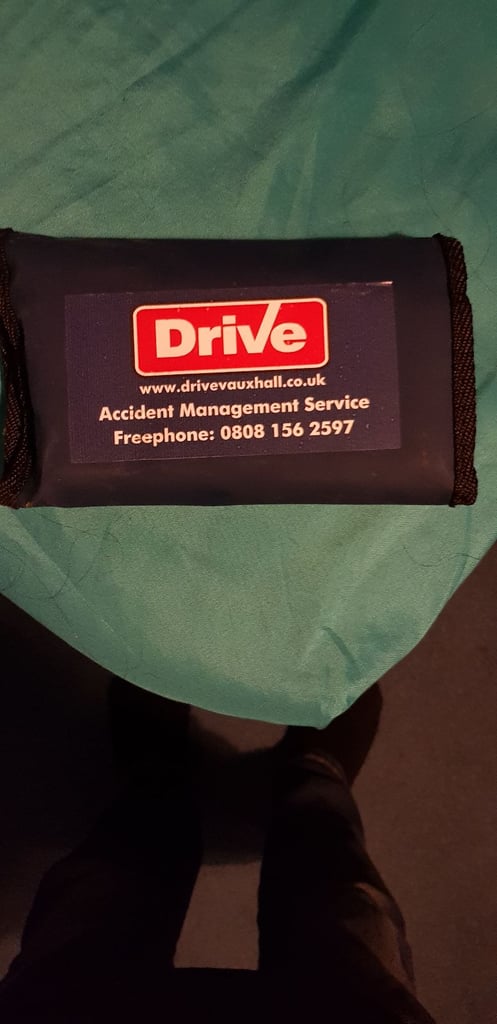 Drive
www.drivevauxhall.co.uk
Accident Management Service
Freephone: 0808 156 2597